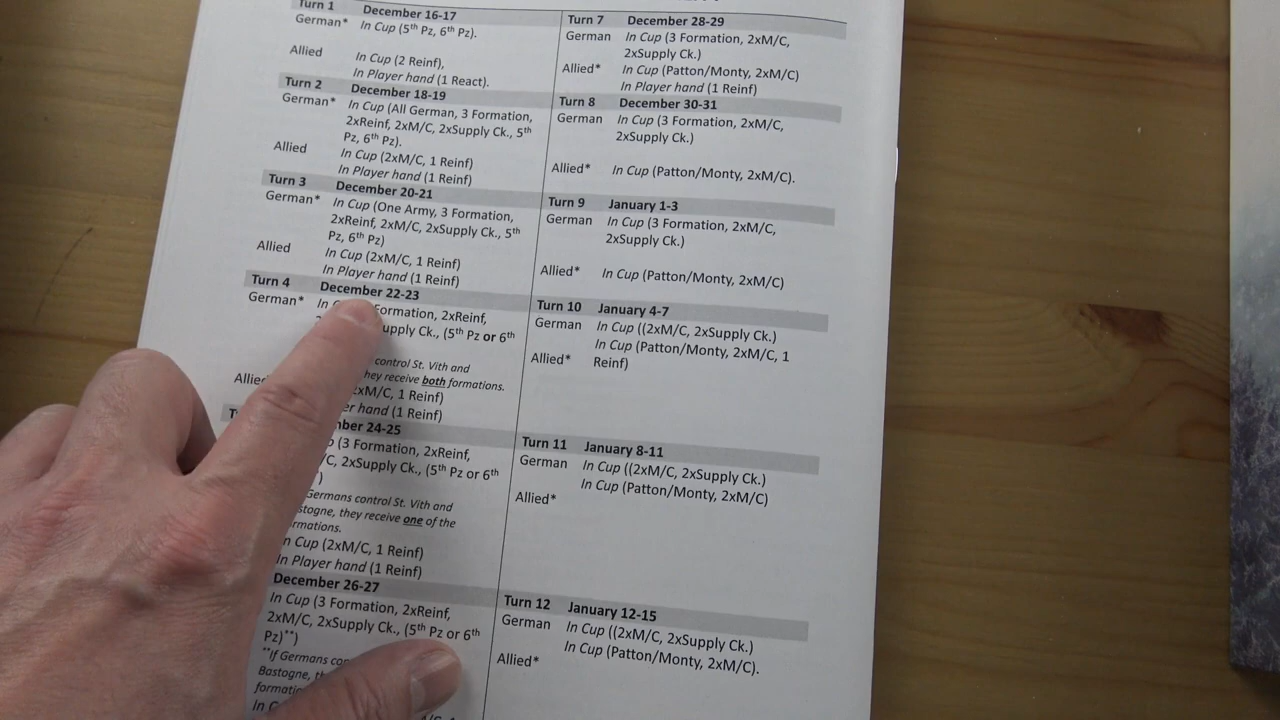 Turn 1 December 16-17
German* In Cup (5th Pz, 6th Pz).
Allied In Cup (2 Reinf),
In Player hand (1 React).
Turn 2 December 18-19
German* In Cup (All German, 3 Formation,
2xReinf, 2xM/C, 2xSupply Ck., 5th
Pz, 6th Pz).
Allied In Cup (2xM/C, 1 Reinf)
In Player hand (1 Reinf)
Turn 3 December 20-21
German* In Cup (One Army, 3 Formation,
2xReinf, 2xM/C, 2xSupply Ck., 5th
Pz, 6th Pz)
Allied In Cup (2xM/C, 1 Reinf)
In Player hand (1 Reinf)
Turn 4 December 22-23
German* In Formation, 2xReinf,
Ck., (5th Pz or 6th
control St. Vith and
they receive both formations.
2xM/C, 1 Reinf)
hand (1 Reinf)
24-25
(3 Formation, 2xReinf,
2xSupply Ck., (5th Pz or 6th
)
Germans control St. Vith and
they receive one of the
In Cup (2xM/C, 1 Reinf)
In Player hand (1 Reinf)
December 26-27
In Cup (3 Formation, 2xReinf,
2xM/C, 2xSupply Ck., (5th Pz or 6th
Pz)**)
**If Germans
Bastogne,
In
Turn 7 December 28-29
German In Cup (3 Formation, 2xM/C,
2xSupply Ck.)
Allied* In Cup (Patton/Monty, 2xM/C)
In Player hand (1 Reinf)
Turn 8 December 30-31
German In Cup (3 Formation, 2xM/C,
2xSupply Ck.)
Allied* In Cup (Patton/Monty, 2xM/C).
Turn 9 January 1-3
German In Cup (3 Formation, 2xM/C,
2xSupply Ck.)
Allied* In Cup (Patton/Monty, 2xM/C)
Turn 10 January 4-7
German In Cup ((2xM/C, 2xSupply Ck.)
In Cup (Patton/Monty, 2xM/C, 1
Allied* Reinf)
Turn 11 January 8-11
German In Cup ((2xM/C, 2xSupply Ck.)
In Cup (Patton/Monty, 2xM/C)
Allied*
Turn 12 January 12-15
German In Cup ((2xM/C, 2xSupply Ck.)
In Cup (Patton/Monty, 2xM/C).
Allied*